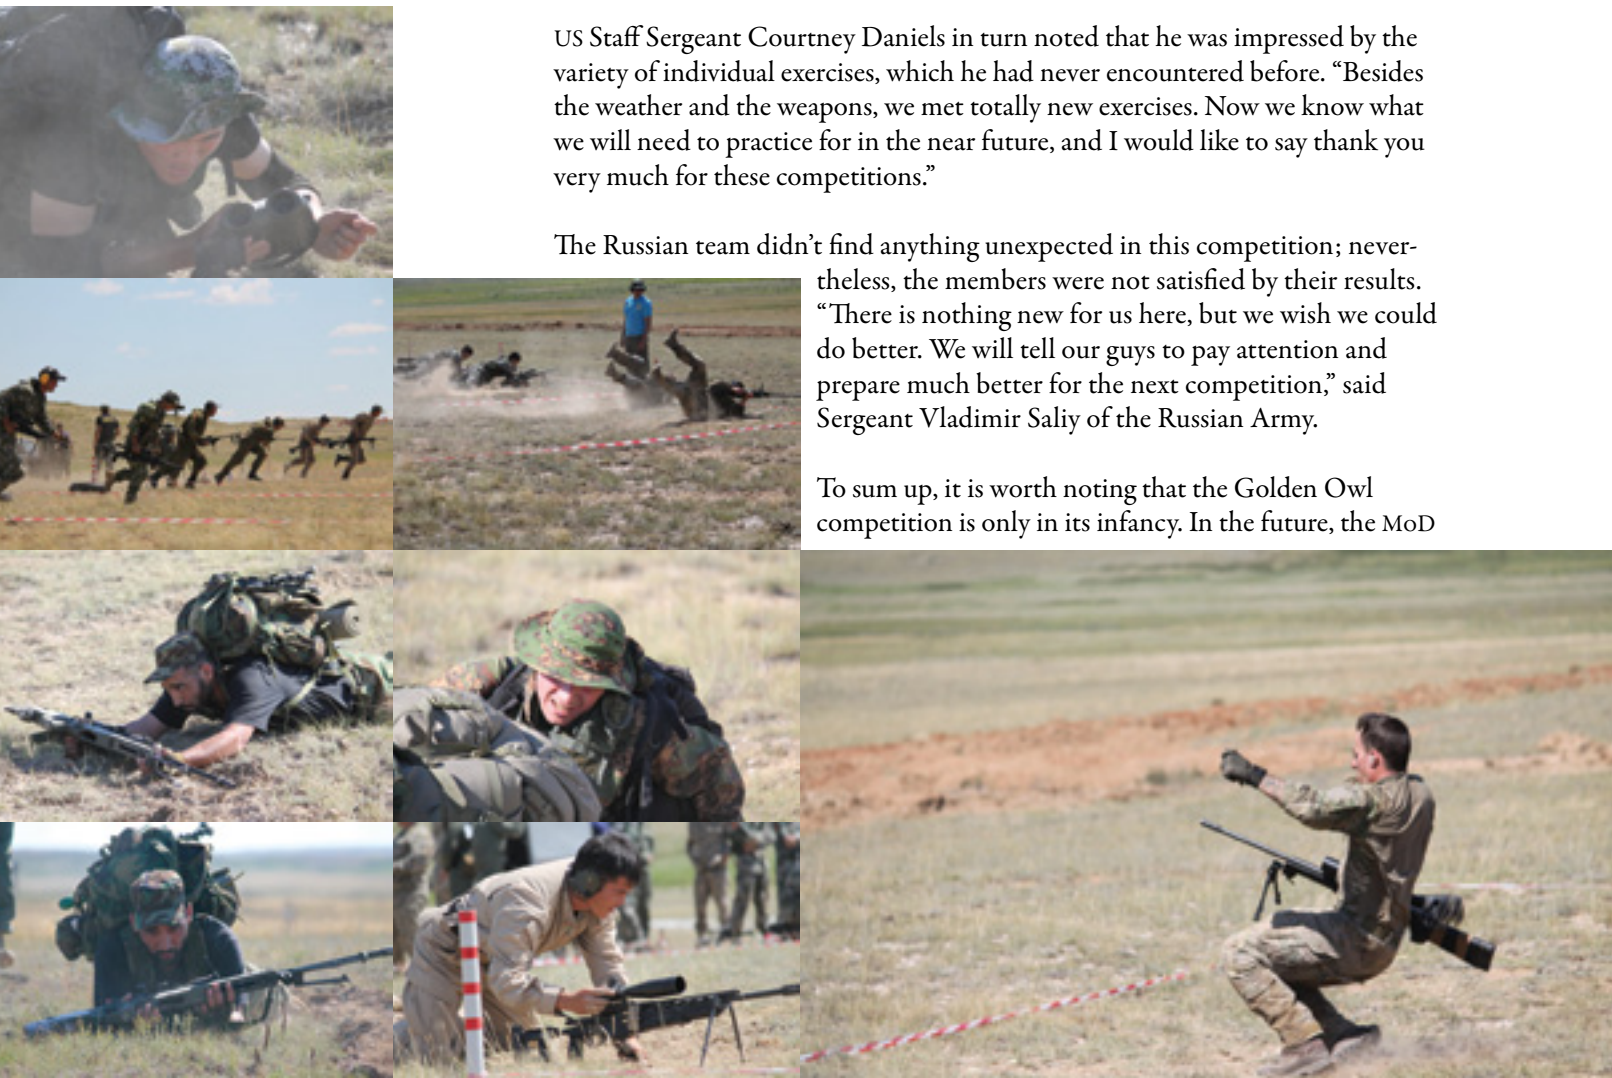 US Staff Sergeant Courtney Daniels in turn noted that he was impressed by the
variety of individual exercises, which he had never encountered before. “Besides
the weather and the weapons, we met totally new exercises. Now we know what
we will need to practice for in the near future, and I would like to say thank you
very much for these competitions.”
The Russian team didn’t find anything unexpected in this competition; never-
theless, the members were not satisfied by their results.
“There is nothing new for us here, but we wish we could
do better. We will tell our guys to pay attention and
prepare much better for the next competition,” said
Sergeant Vladimir Saliy of the Russian Army.
To sum up, it is worth noting that the Golden Owl
competition is only in its infancy. In the future, the MoD